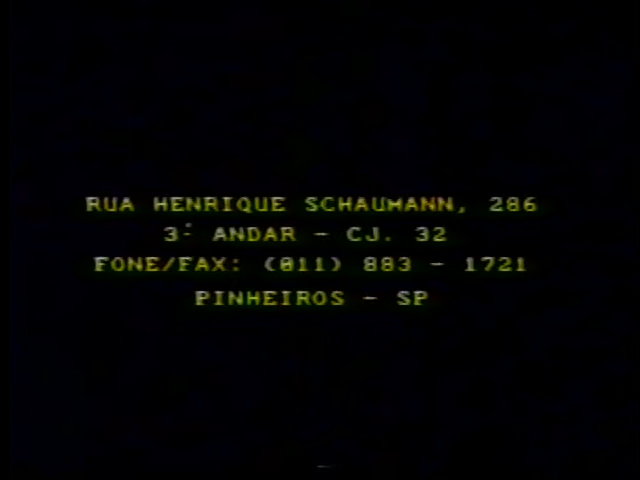 RUA HENRIQUE SCHAUMANN, 286
3º ANDAR - CJ. 32
FONE/FAX: (011) 883 - 1721
PINHEIROS - SP